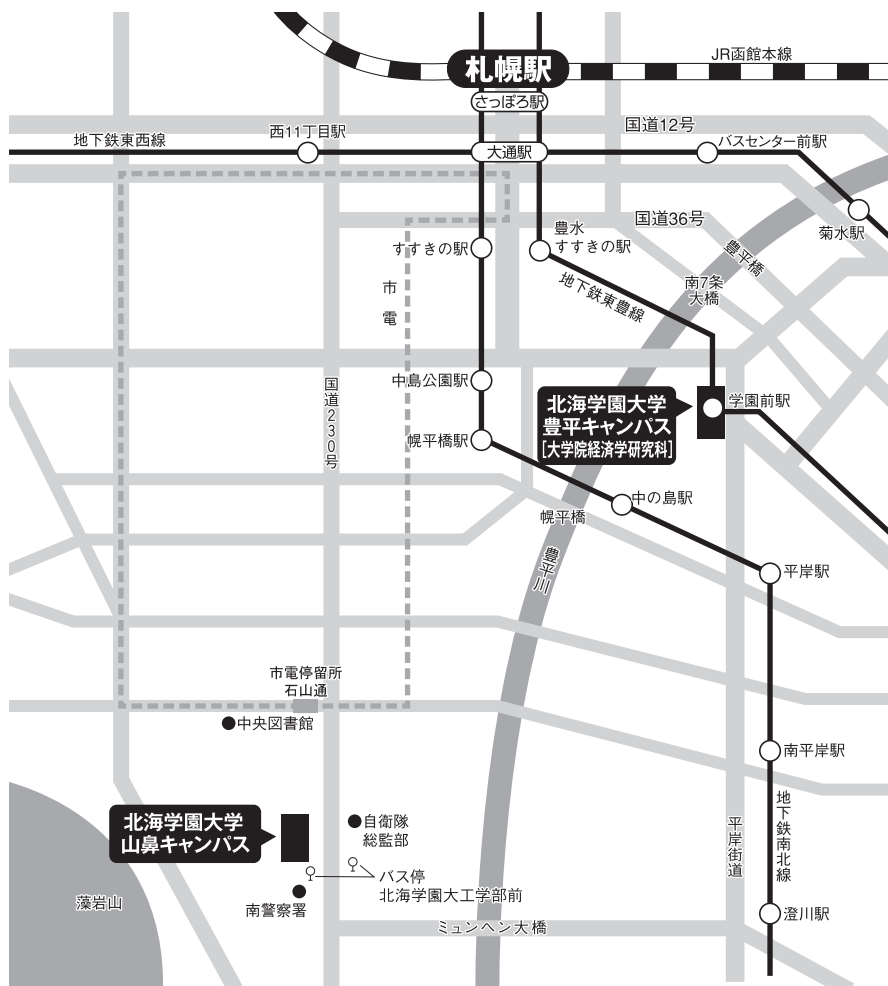 JR函館本線
札幌駅
さっぽろ駅
国道12号
地下鉄東西線
西11丁目駅
大通駅
バスセンター前駅
菊水駅
国道36号
豊平橋
すすきの駅
豊水
すすきの駅
南7条
大橋
地下鉄東豊線
市電
中島公園駅
国道230号
北海学園大学
豊平キャンパス
[大学院経済学研究科]
学園前駅
幌平橋駅
中の島駅
幌平橋
豊平川
平岸駅
市電停留所
石山通
中央図書館
南平岸駅
地下鉄南北線
平岸街道
北海学園大学
山鼻キャンパス
自衛隊
総監部
バス停
北海学園大工学部前
南警察署
藻岩山
澄川駅
ミュンヘン大橋